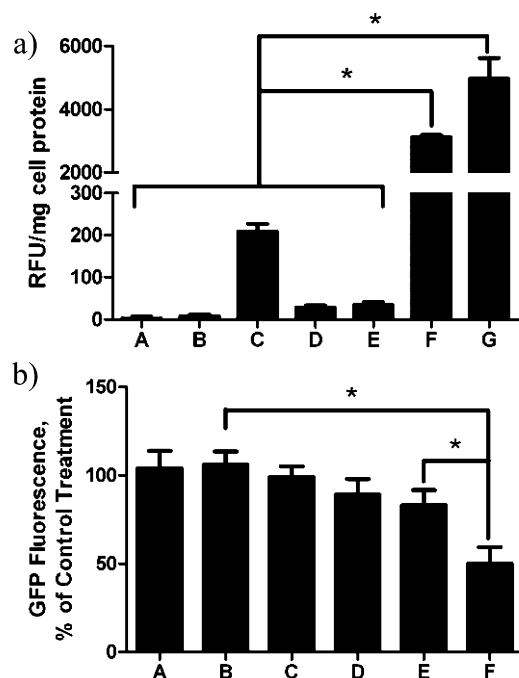 a)
*
*
6000
4000
2000
300
200
100
0
RFU/mg cell protein
A B C D E F G
b)
*
*
150
100
50
0
GFP Fluorescence,
% of Control Treatment
A B C D E F